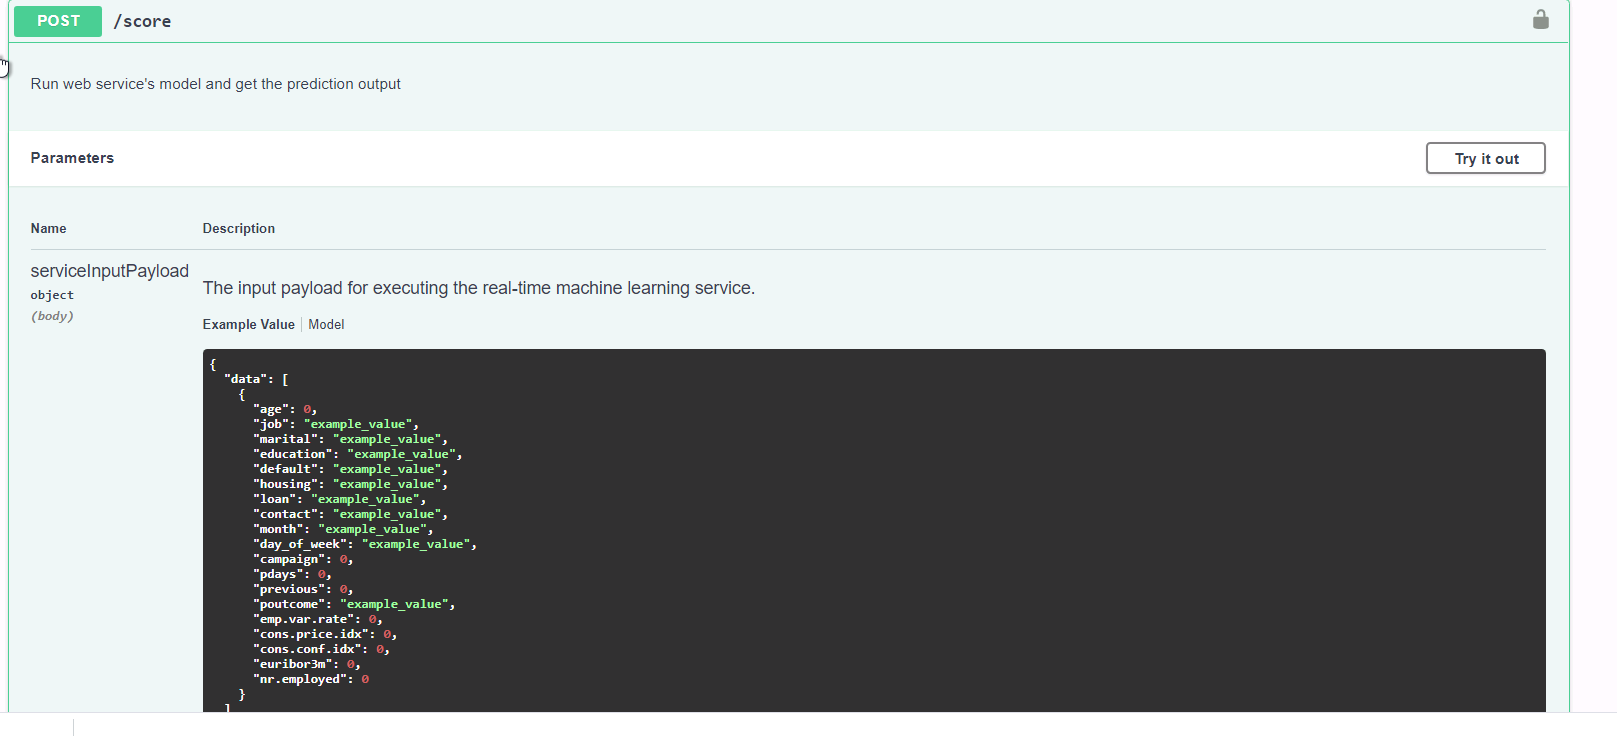 POST /score
Run web service's model and get the prediction output
Parameters
Try it out
Name Description
serviceInputPayload
object
(body)
The input payload for executing the real-time machine learning service.
Example Value Model
{
"data": [
{
"age": 0,
"job": "example_value",
"marital": "example_value",
"education": "example_value",
"default": "example_value",
"housing": "example_value",
"loan": "example_value",
"contact": "example_value",
"month": "example_value",
"day_of_week": "example_value",
"campaign": 0,
"pdays": 0,
"previous": 0,
"poutcome": "example_value",
"emp.var.rate": 0,
"cons.price.idx": 0,
"cons.conf.idx": 0,
"euribor3m": 0,
"nr.employed": 0
}
]